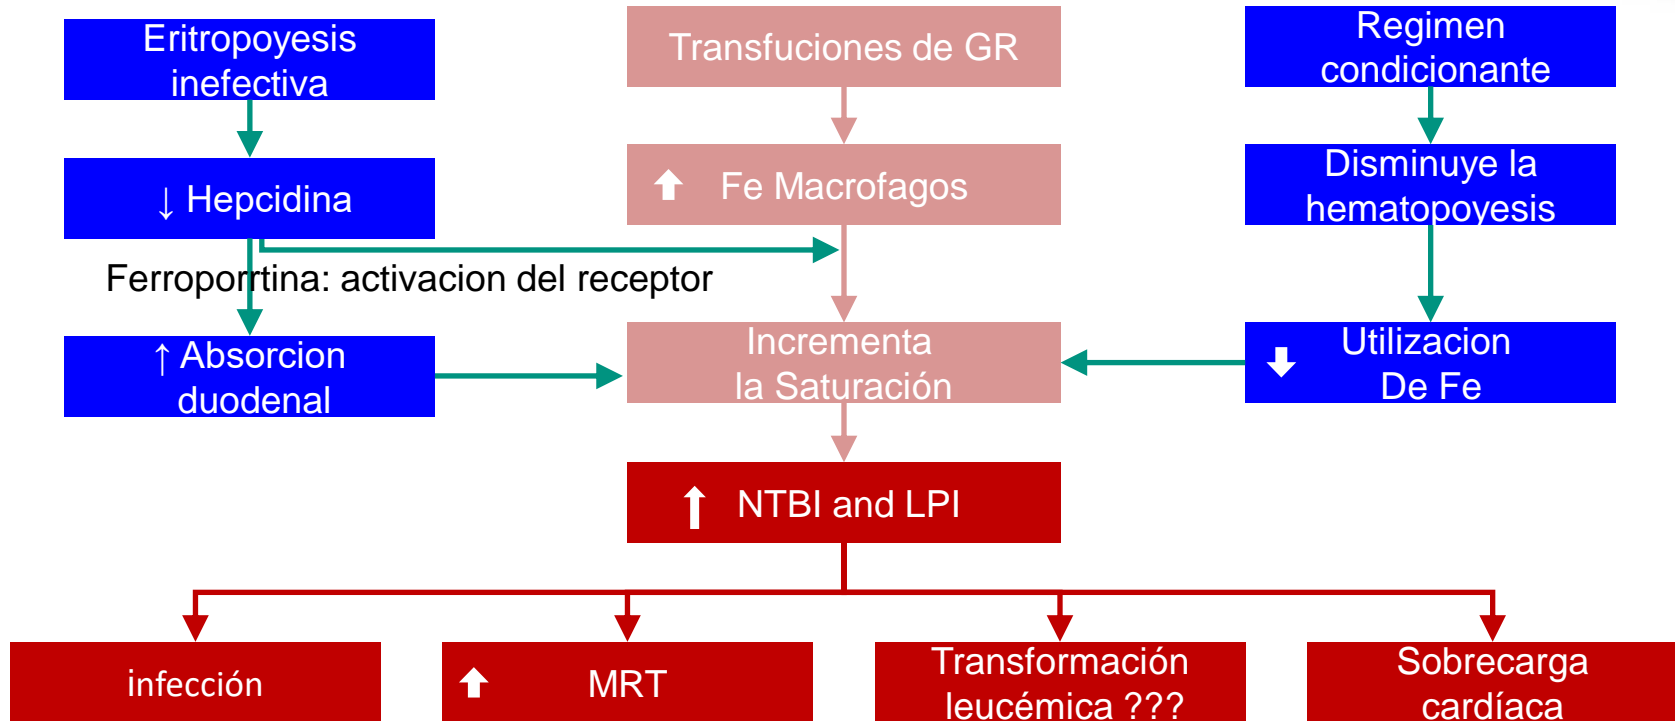 Eritropoyesis
inefectiva
Transfuciones de GR
Regimen
condicionante
↓ Hepcidina
Fe Macrofagos
Disminuye la
hematopoyesis
Ferroporrtina: activacion del receptor
↑ Absorcion
duodenal
Incrementa
la Saturación
Utilizacion
De Fe
NTBI and LPI
infección
MRT
Transformación
leucémica ???
Sobrecarga
cardíaca